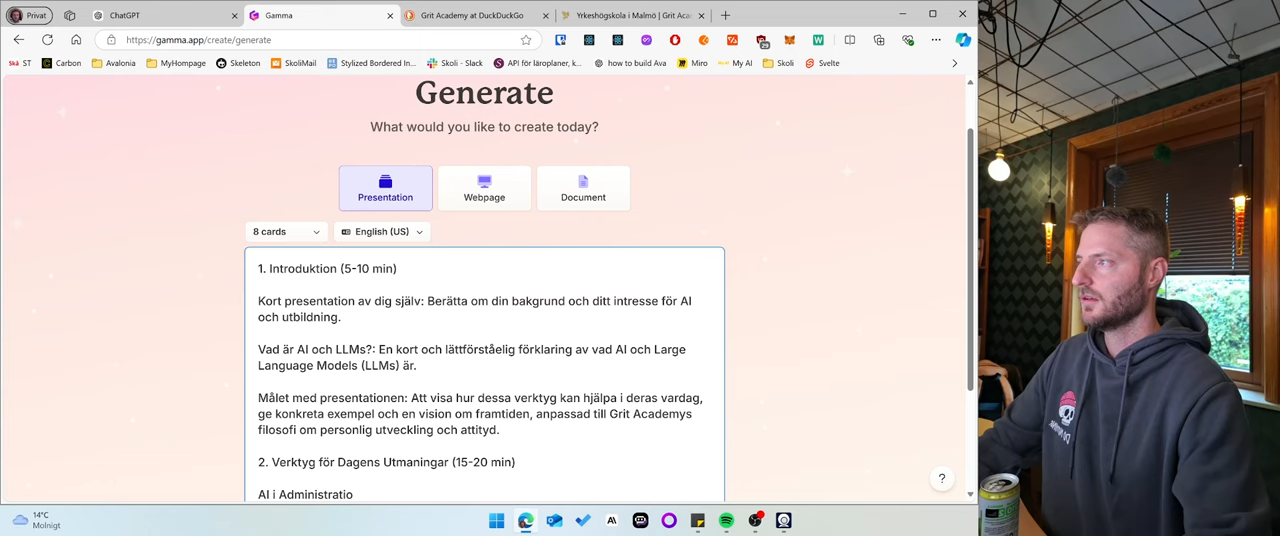 Privat
ChatGPT
Gamma
Grit Academy at DuckDuckGo
Yrkeshögskola i Malmö | Grit Aca
https://gamma.app/create/generate
29
Skå ST
Carbon
Avalonia
MyHompage
Skeleton
SkoliMail
Stylized Bordered In...
Skoli - Slack
API för läroplaner, k...
how to build Ava
Miro
My AI
Skoli
Svelte
Generate
What would you like to create today?
Presentation
Webpage
Document
8 cards
English (US)
1. Introduktion (5-10 min)
Kort presentation av dig själv: Berätta om din bakgrund och ditt intresse för AI
och utbildning.
Vad är AI och LLMs?: En kort och lättförståelig förklaring av vad AI och Large
Language Models (LLMs) är.
Målet med presentationen: Att visa hur dessa verktyg kan hjälpa i deras vardag,
ge konkreta exempel och en vision om framtiden, anpassad till Grit Academys
filosofi om personlig utveckling och attityd.
2. Verktyg för Dagens Utmaningar (15-20 min)
AI i Administratio
?
14°C
Molnigt